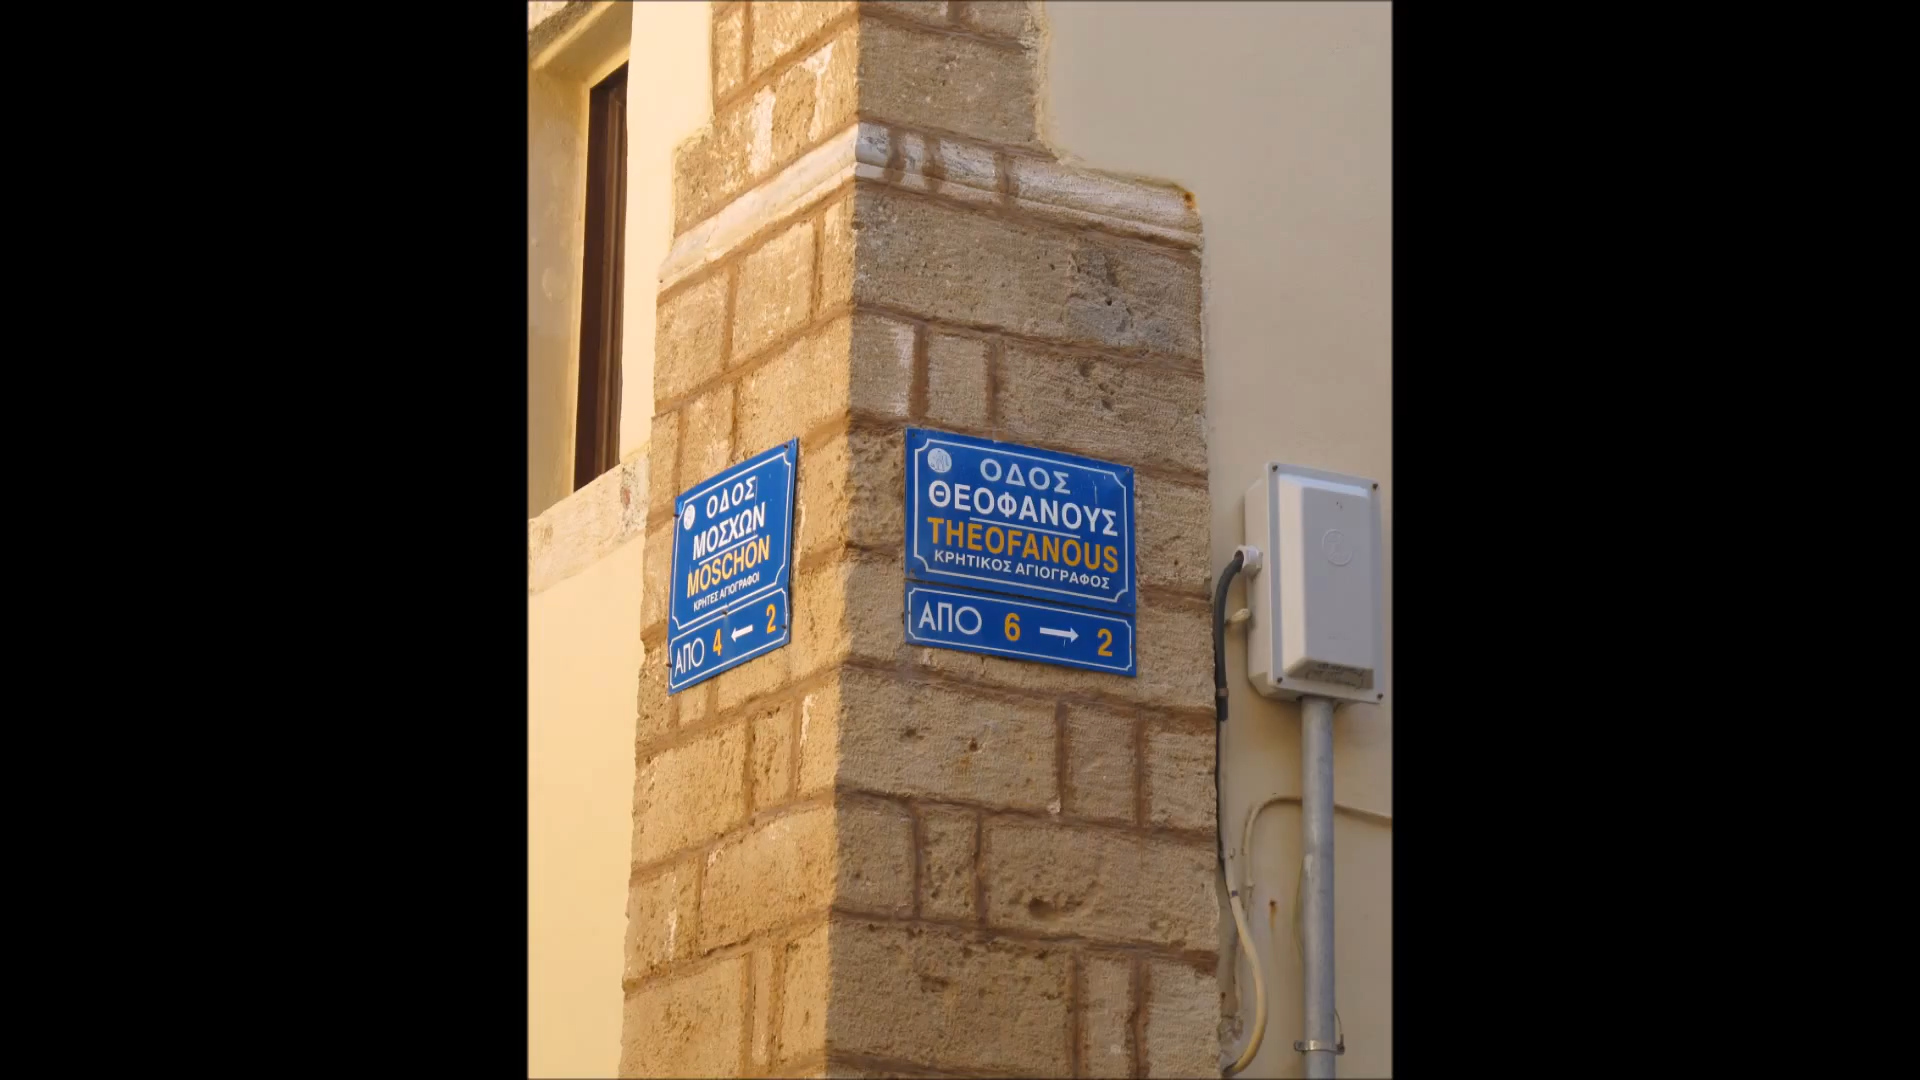 ΟΔΟΣ
ΜΟΣΧΩΝ
MOSCHON
ΚΡΗΤΕΣ ΑΓΙΟΓΡΑΦΟΙ
ΑΠΟ 4 ← 2
ΟΔΟΣ
ΘΕΟΦΑΝΟΥΣ
THEOFANOUS
ΚΡΗΤΙΚΟΣ ΑΓΙΟΓΡΑΦΟΣ
ΑΠΟ 6 → 2